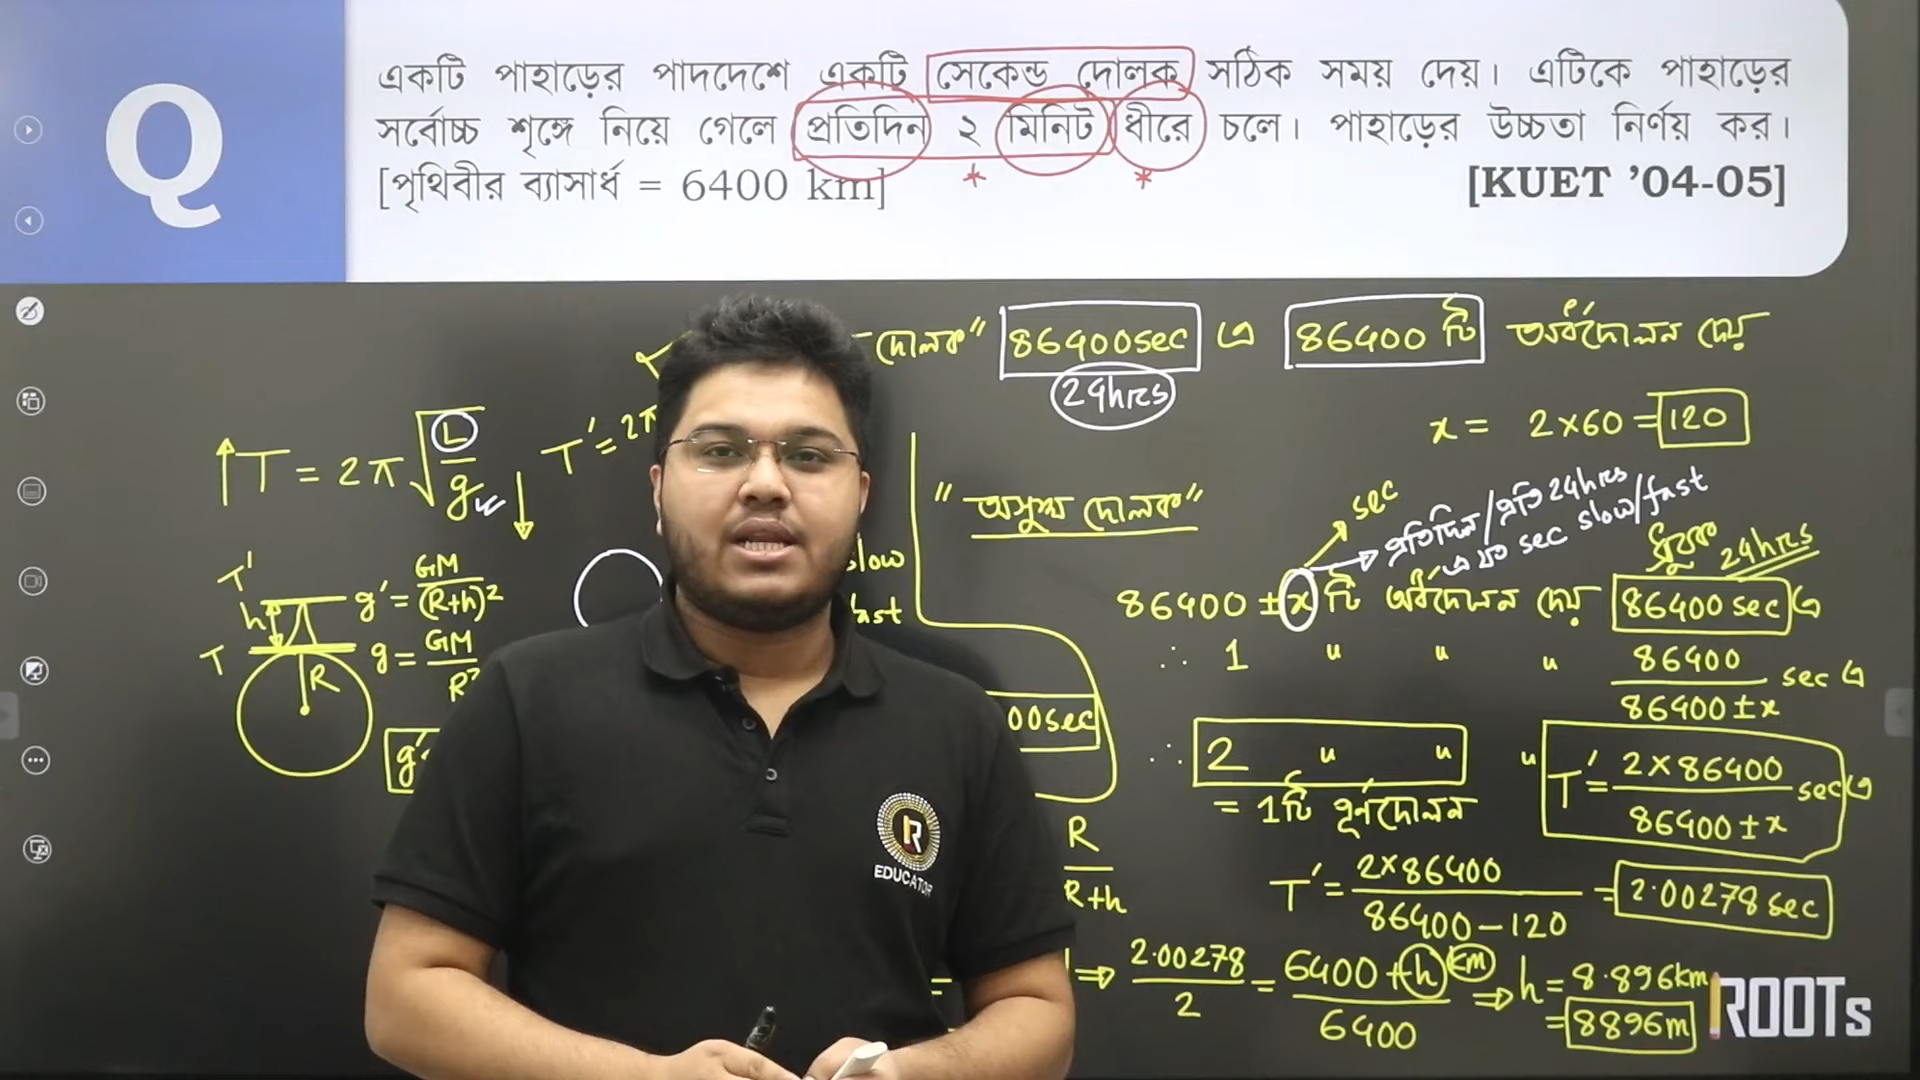 Q
একটি পাহাড়ের পাদদেশে একটি সেকেন্ড দোলক সঠিক সময় দেয়। এটিকে পাহাড়ের
সর্বোচ্চ শৃঙ্গে নিয়ে গেলে প্রতিদিন ২ মিনিট ধীরে চলে। পাহাড়ের উচ্চতা নির্ণয় কর।
[পৃথিবীর ব্যাসার্ধ = 6400 km] [KUET ’04-05]
* *
দোলক" 86400sec এ 86400 টি অর্ধদোলন দেয়
24hrs
x = 2×60 = 120
↑T = 2π√L/g ↓ T' = 2π
"অসুস্থ দোলক"
sec
প্রতিদিন/প্রতি 24hrs
এ যত sec slow/fast
ধ্রুবক
24hrs
86400 ± x টি অর্ধদোলন দেয় 86400 sec এ
∴ 1 " " " 86400/86400±x sec এ
∴ 2 " " " T' = 2×86400/86400±x sec এ
= 1টি পূর্ণদোলন
T' = 2×86400/86400−120 = 2.00278 sec
T'
h
g' = GM/(R+h)²
T
g = GM/R²
R
g'
slow
fast
00sec
R/R+h
= ⇒ 2.00278/2 = 6400+h km/6400 ⇒ h = 8.896km
= 8896m
R
EDUCATOR
ROOTs